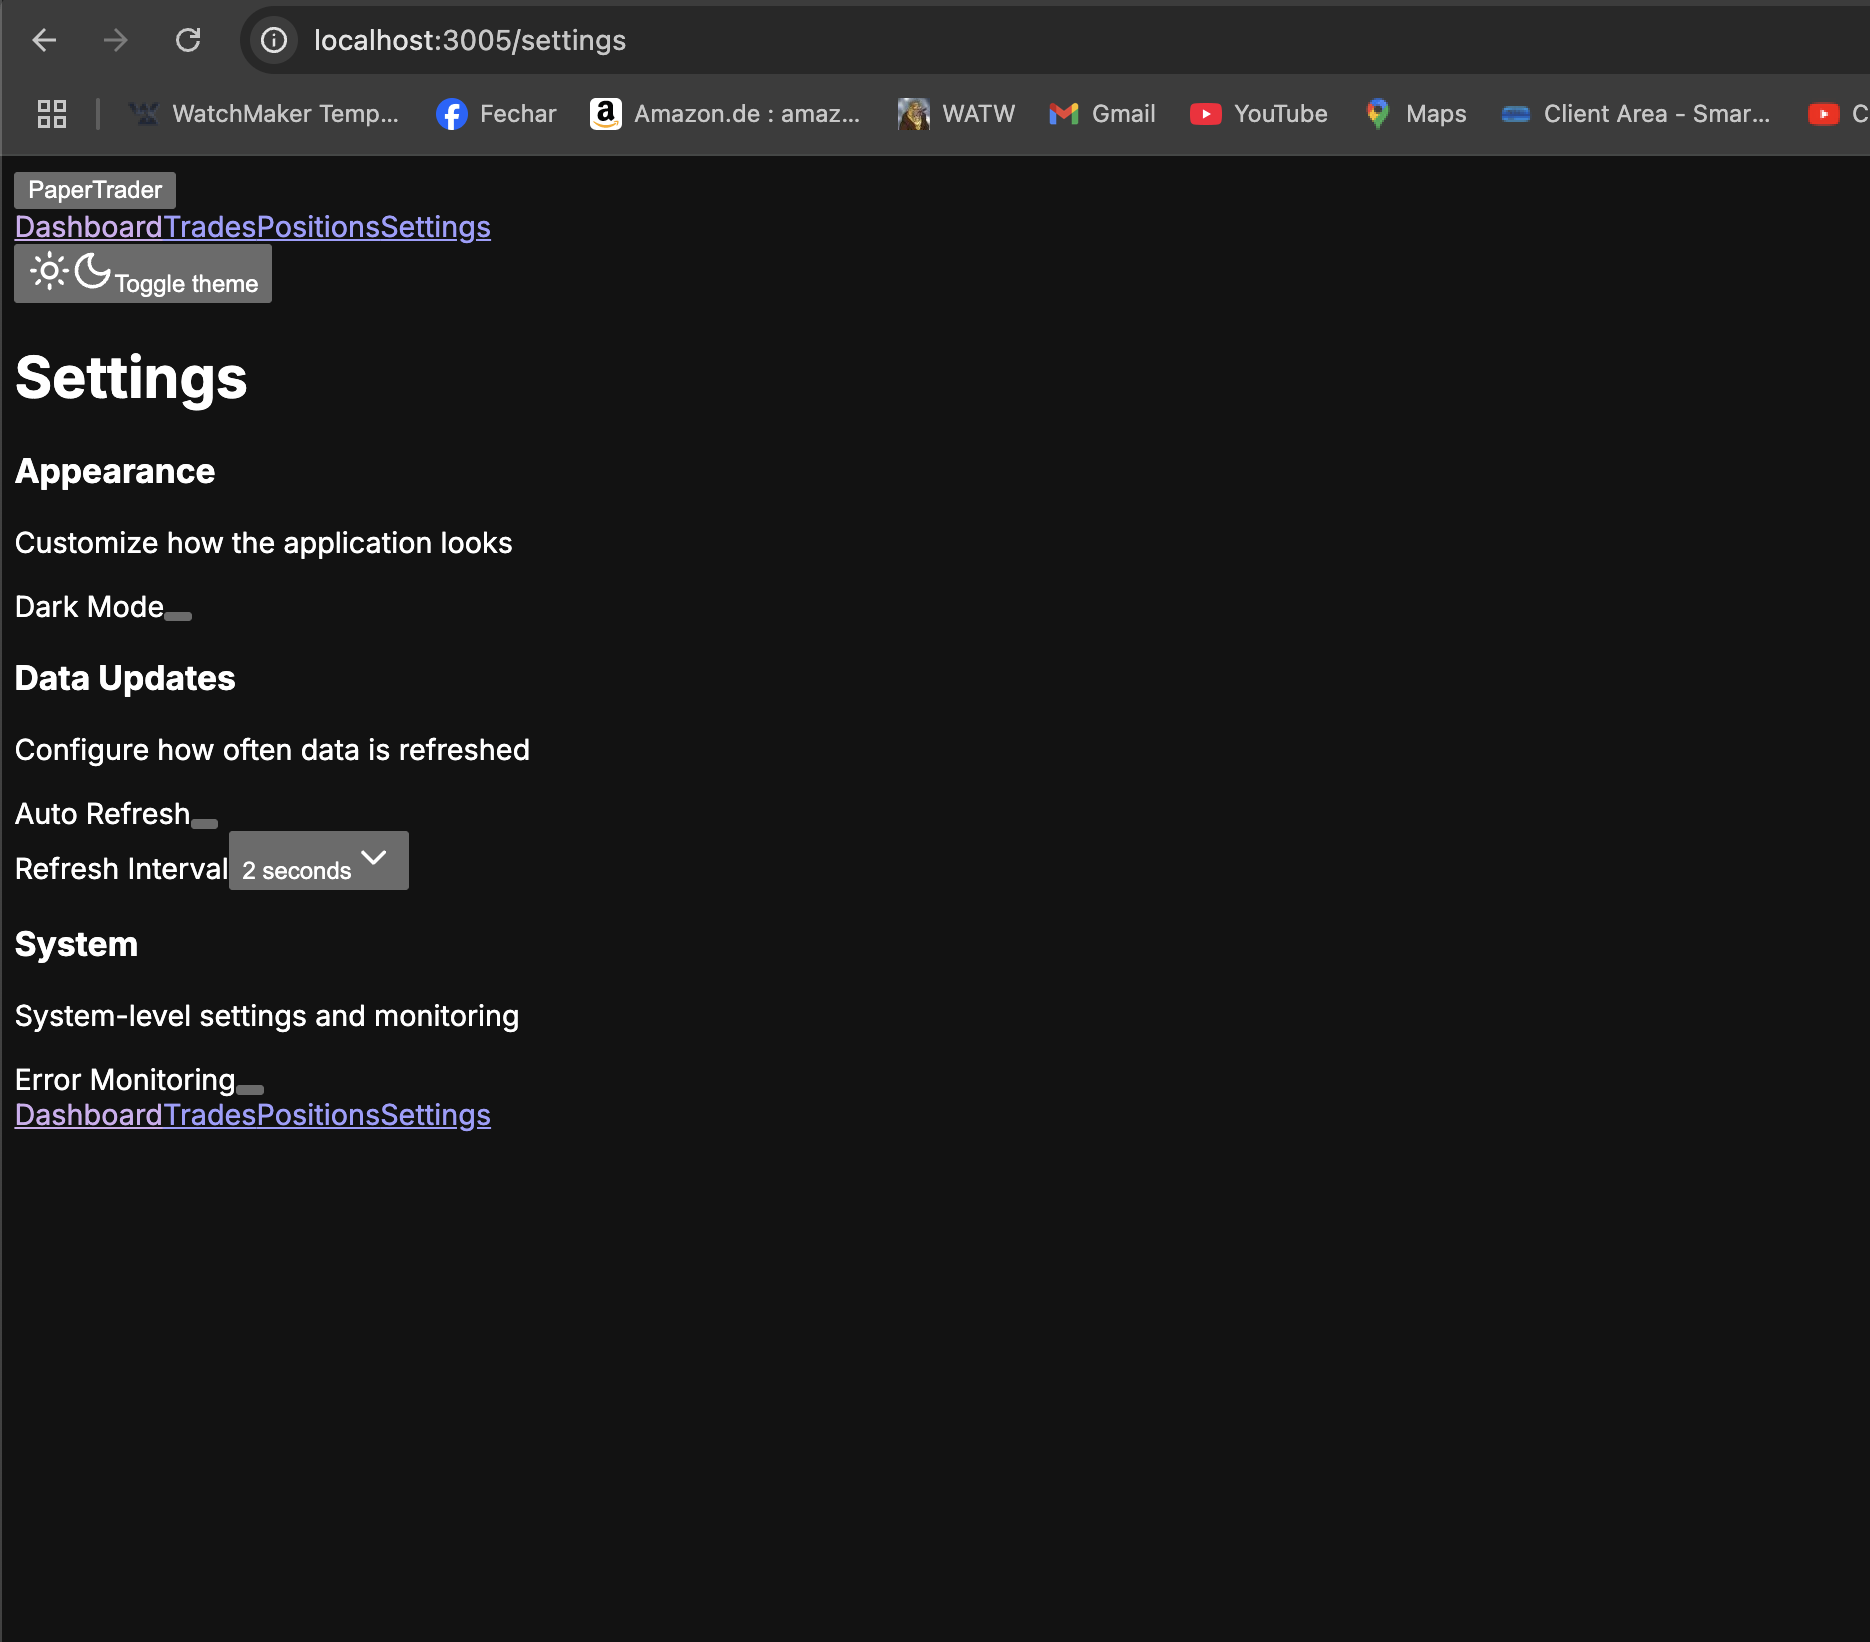 localhost:3005/settings
WatchMaker Temp... Fechar Amazon.de : amaz... WATW Gmail YouTube Maps Client Area - Smar... C
PaperTrader
DashboardTradesPositionsSettings
Toggle theme
Settings
Appearance
Customize how the application looks
Dark Mode
Data Updates
Configure how often data is refreshed
Auto Refresh
Refresh Interval 2 seconds
System
System-level settings and monitoring
Error Monitoring
DashboardTradesPositionsSettings